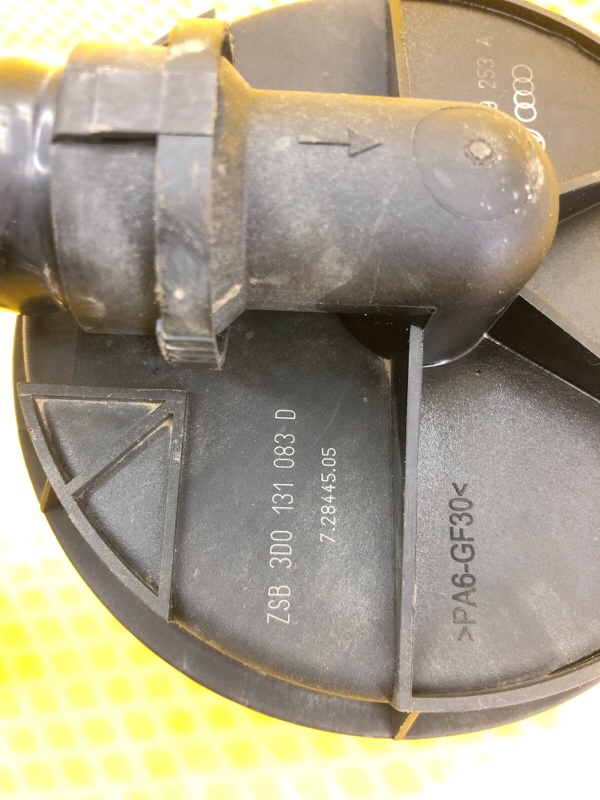 253 A
ZSB 3D0 131 083 D
7.28445.05
>PA6-GF30<